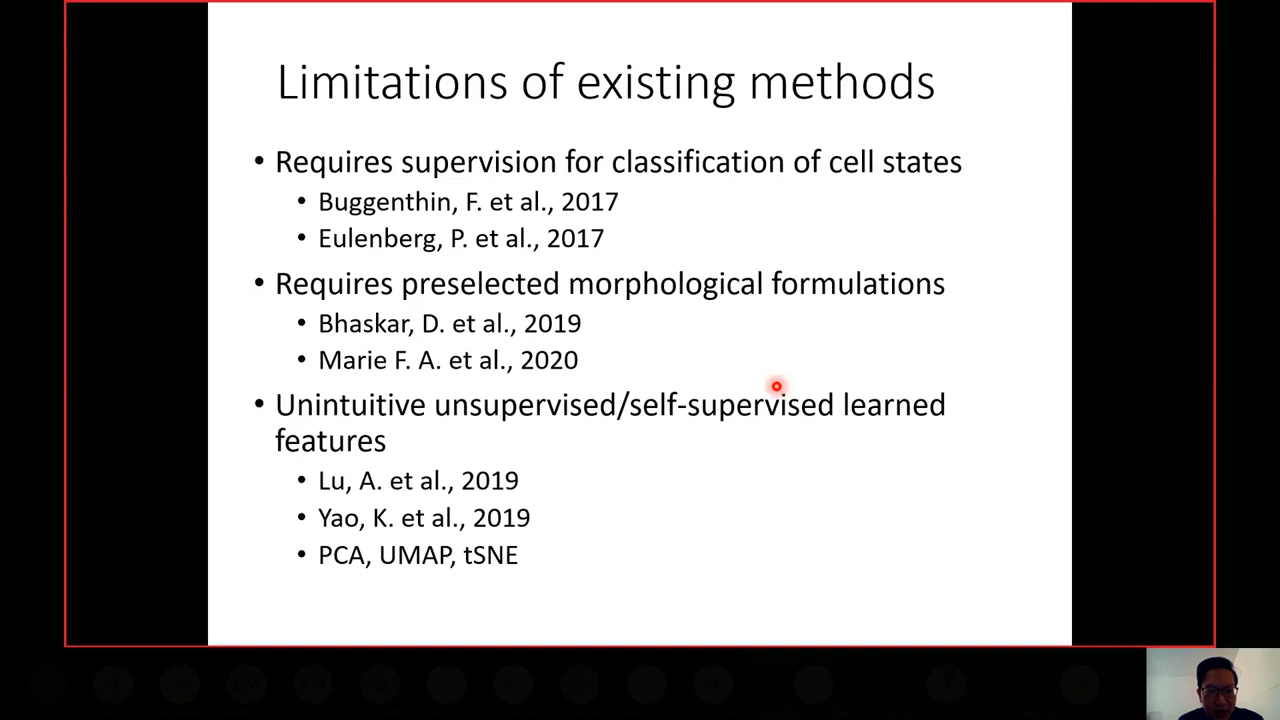 Limitations of existing methods
• Requires supervision for classification of cell states
• Buggenthin, F. et al., 2017
• Eulenberg, P. et al., 2017
• Requires preselected morphological formulations
• Bhaskar, D. et al., 2019
• Marie F. A. et al., 2020
• Unintuitive unsupervised/self-supervised learned
features
• Lu, A. et al., 2019
• Yao, K. et al., 2019
• PCA, UMAP, tSNE